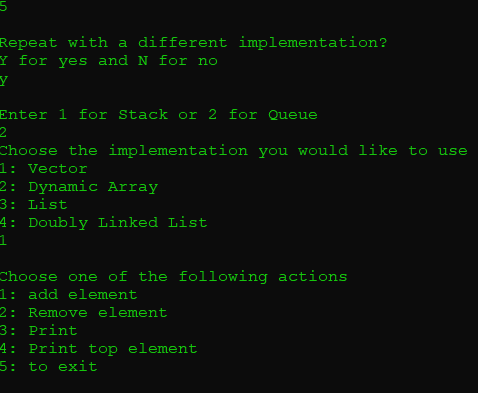 5
Repeat with a different implementation?
Y for yes and N for no
y
Enter 1 for Stack or 2 for Queue
2
Choose the implementation you would like to use
1: Vector
2: Dynamic Array
3: List
4: Doubly Linked List
1
Choose one of the following actions
1: add element
2: Remove element
3: Print
4: Print top element
5: to exit